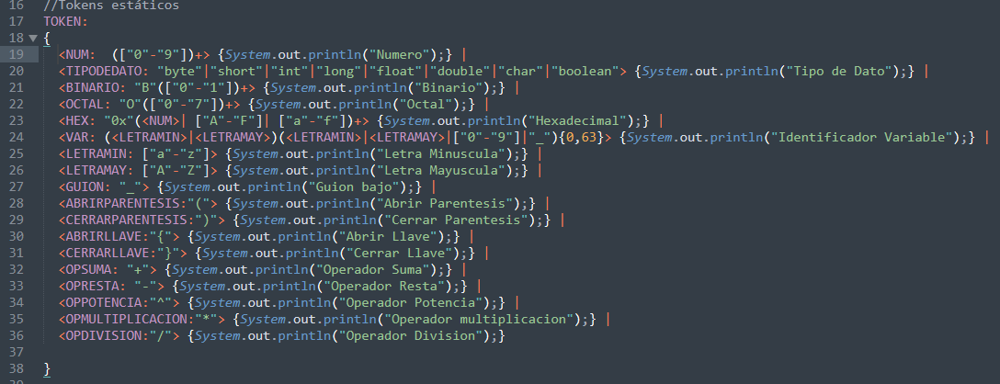 16 //Tokens estáticos
17 TOKEN:
18 {
19 <NUM: (["0"-"9"])+> {System.out.println("Numero");} |
20 <TIPODEDATO: "byte"|"short"|"int"|"long"|"float"|"double"|"char"|"boolean"> {System.out.println("Tipo de Dato");} |
21 <BINARIO: "B"(["0"-"1"])+> {System.out.println("Binario");} |
22 <OCTAL: "O"(["0"-"7"])+> {System.out.println("Octal");} |
23 <HEX: "0x"(<NUM>| ["A"-"F"]| ["a"-"f"])+> {System.out.println("Hexadecimal");} |
24 <VAR: (<LETRAMIN>|<LETRAMAY>)(<LETRAMIN>|<LETRAMAY>|["0"-"9"]|"_"){0,63}> {System.out.println("Identificador Variable");} |
25 <LETRAMIN: ["a"-"z"]> {System.out.println("Letra Minuscula");} |
26 <LETRAMAY: ["A"-"Z"]> {System.out.println("Letra Mayuscula");} |
27 <GUION: "_"> {System.out.println("Guion bajo");} |
28 <ABRIRPARENTESIS:"("> {System.out.println("Abrir Parentesis");} |
29 <CERRARPARENTESIS:")"> {System.out.println("Cerrar Parentesis");} |
30 <ABRIRLLAVE:"{"> {System.out.println("Abrir Llave");} |
31 <CERRARLLAVE:"}"> {System.out.println("Cerrar Llave");} |
32 <OPSUMA: "+"> {System.out.println("Operador Suma");} |
33 <OPRESTA: "-"> {System.out.println("Operador Resta");} |
34 <OPPOTENCIA:"^"> {System.out.println("Operador Potencia");} |
35 <OPMULTIPLICACION:"*"> {System.out.println("Operador multiplicacion");} |
36 <OPDIVISION:"/"> {System.out.println("Operador Division");}
37
38 }